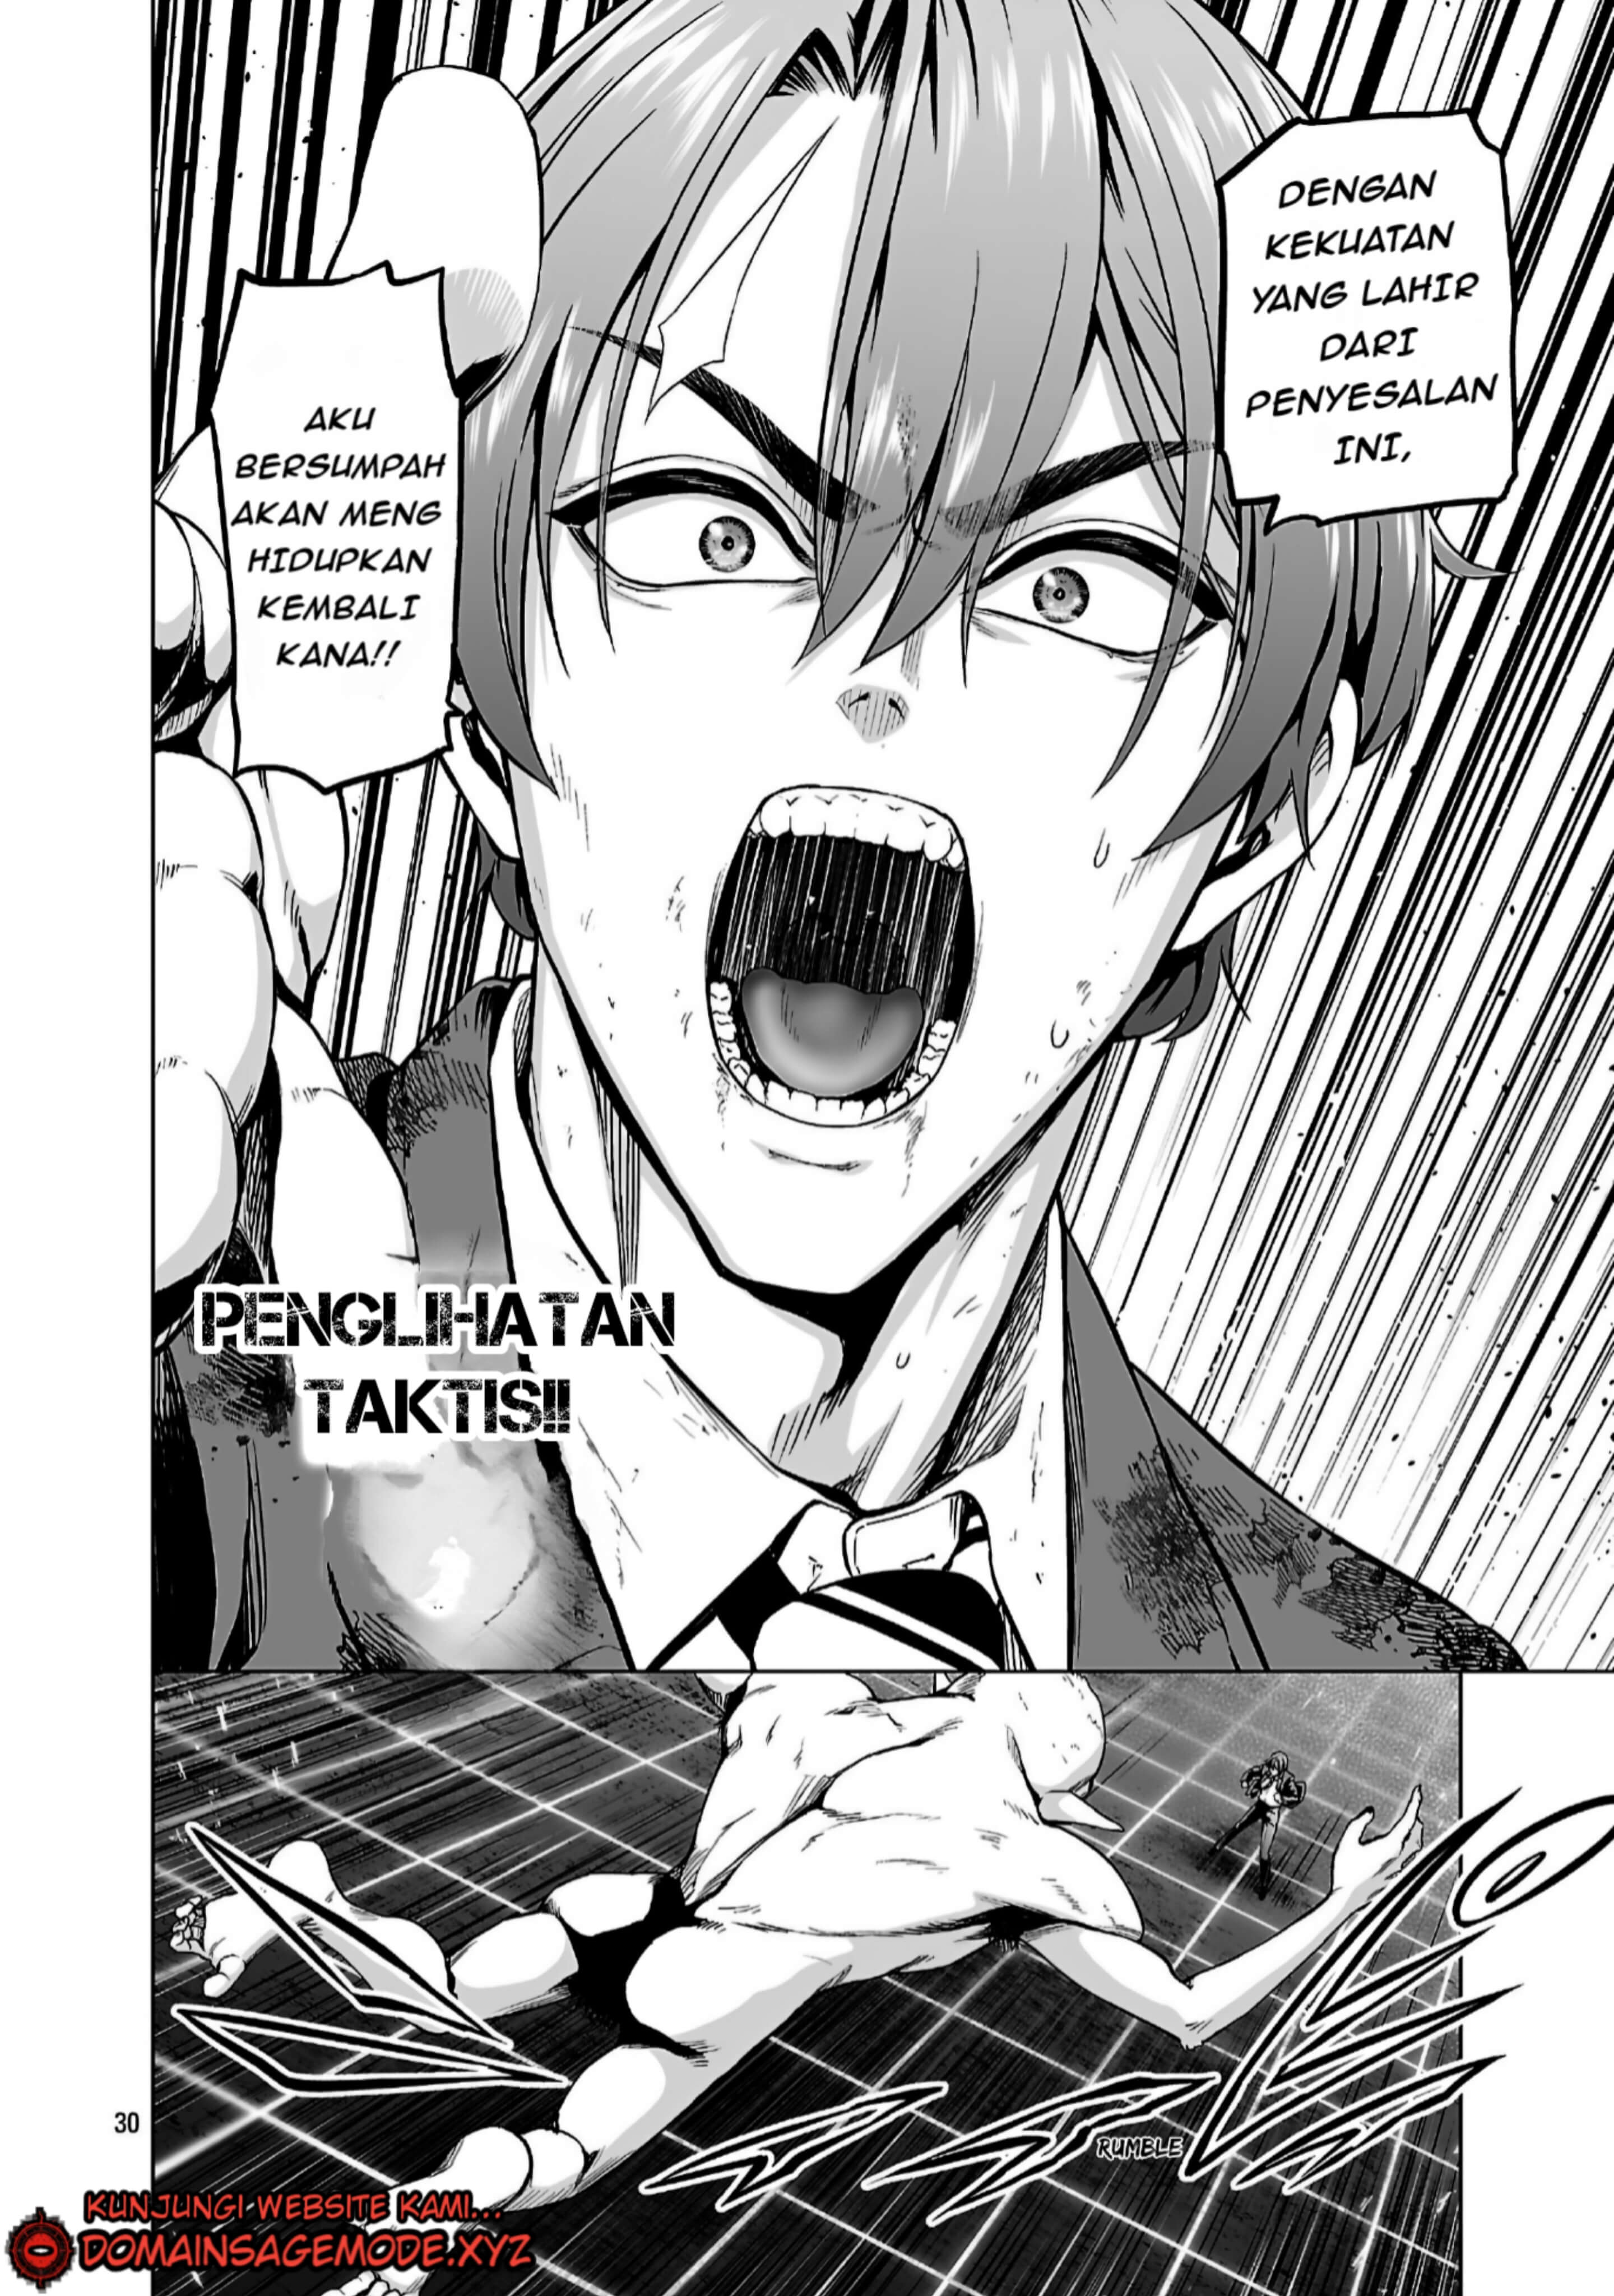 DENGAN
KEKUATAN
YANG LAHIR
DARI
PENYESALAN
INI,
AKU
BERSUMPAH
AKAN MENG
HIDUPKAN
KEMBALI
KANA!!
PENGLIHATAN
TAKTIS!!
RUMBLE
30
KUNJUNGI WEBSITE KAMI...
DOMAINSAGEMODE.XYZ